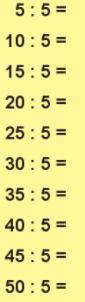 5 : 5 =
10 : 5 =
15 : 5 =
20 : 5 =
25 : 5 =
30 : 5 =
35 : 5 =
40 : 5 =
45 : 5 =
50 : 5 =